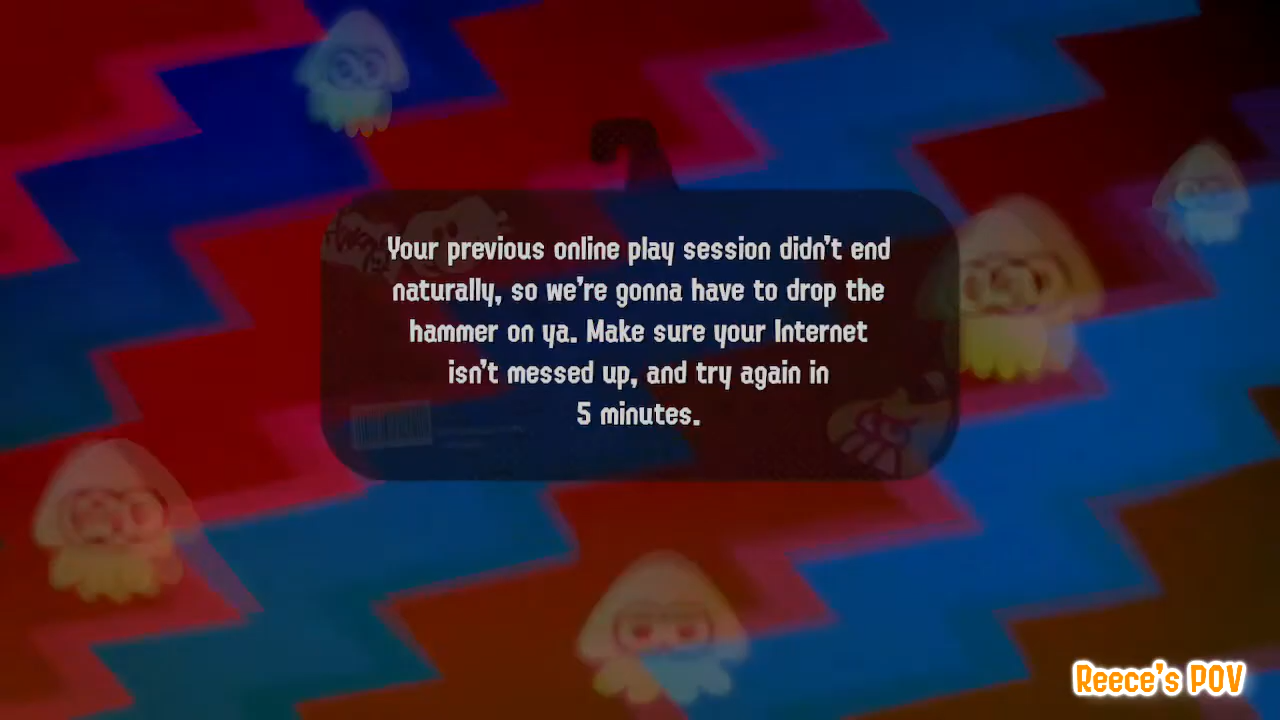 Your previous online play session didn't end
naturally, so we're gonna have to drop the
hammer on ya. Make sure your Internet
isn't messed up, and try again in
5 minutes.
Reece's POV